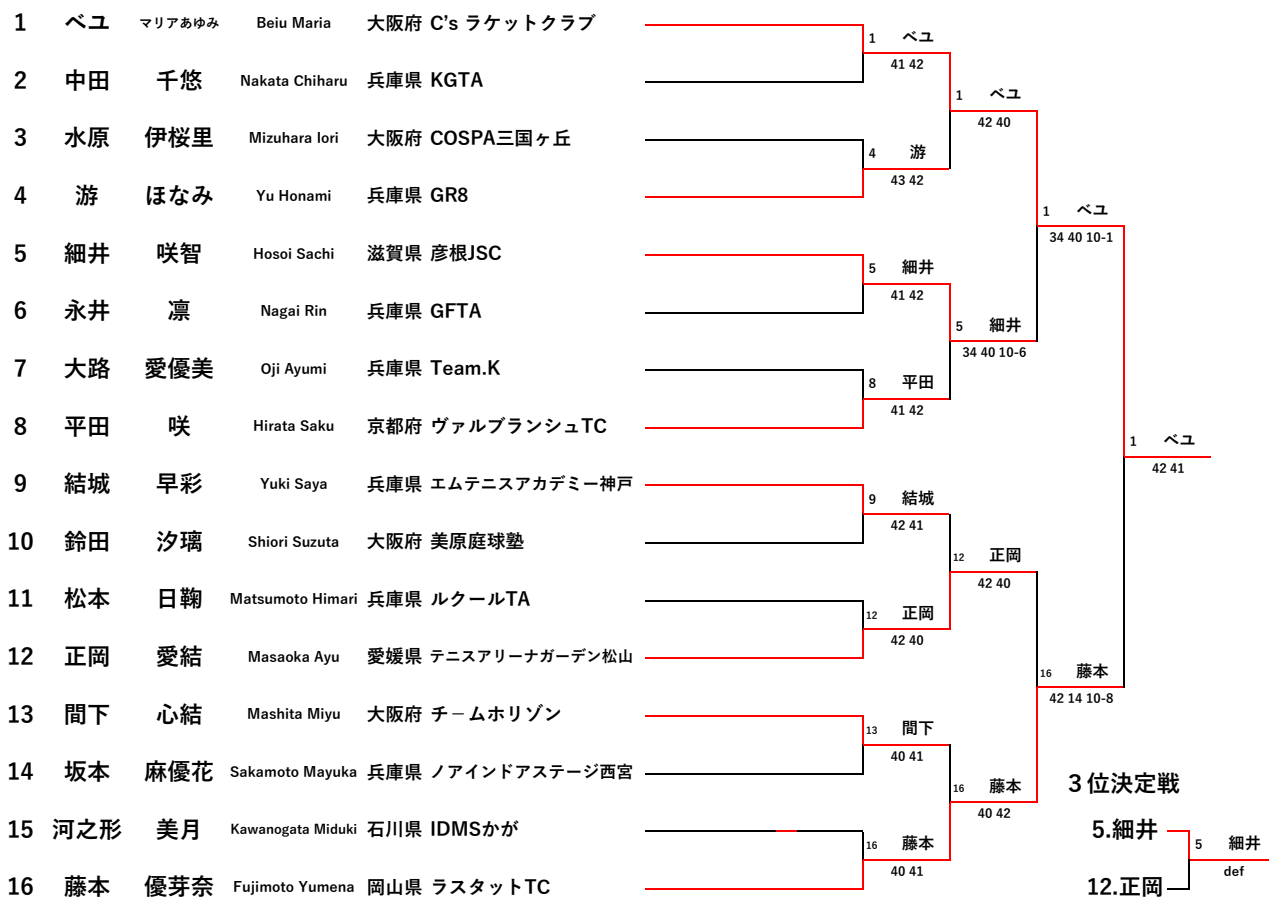 1 ベユ マリアあゆみ Beiu Maria 大阪府 C's ラケットクラブ
2 中田 千悠 Nakata Chiharu 兵庫県 KGTA
3 水原 伊桜里 Mizuhara Iori 大阪府 COSPA三国ヶ丘
4 游 ほなみ Yu Honami 兵庫県 GR8
5 細井 咲智 Hosoi Sachi 滋賀県 彦根JSC
6 永井 凛 Nagai Rin 兵庫県 GFTA
7 大路 愛優美 Oji Ayumi 兵庫県 Team.K
8 平田 咲 Hirata Saku 京都府 ヴァルブランシュTC
9 結城 早彩 Yuki Saya 兵庫県 エムテニスアカデミー神戸
10 鈴田 汐璃 Shiori Suzuta 大阪府 美原庭球塾
11 松本 日鞠 Matsumoto Himari 兵庫県 ルクールTA
12 正岡 愛結 Masaoka Ayu 愛媛県 テニスアリーナガーデン松山
13 間下 心結 Mashita Miyu 大阪府 チームホリゾン
14 坂本 麻優花 Sakamoto Mayuka 兵庫県 ノアインドアステージ西宮
15 河之形 美月 Kawanogata Miduki 石川県 IDMSかが
16 藤本 優芽奈 Fujimoto Yumena 岡山県 ラスタットTC
1 ベユ
41 42
4 游
43 42
5 細井
41 42
8 平田
41 42
9 結城
42 41
12 正岡
42 40
13 間下
40 41
16 藤本
40 41
1 ベユ
42 40
5 細井
34 40 10-6
12 正岡
42 40
16 藤本
40 42
1 ベユ
34 40 10-1
16 藤本
42 14 10-8
1 ベユ
42 41
３位決定戦
5.細井
12.正岡
5 細井
def